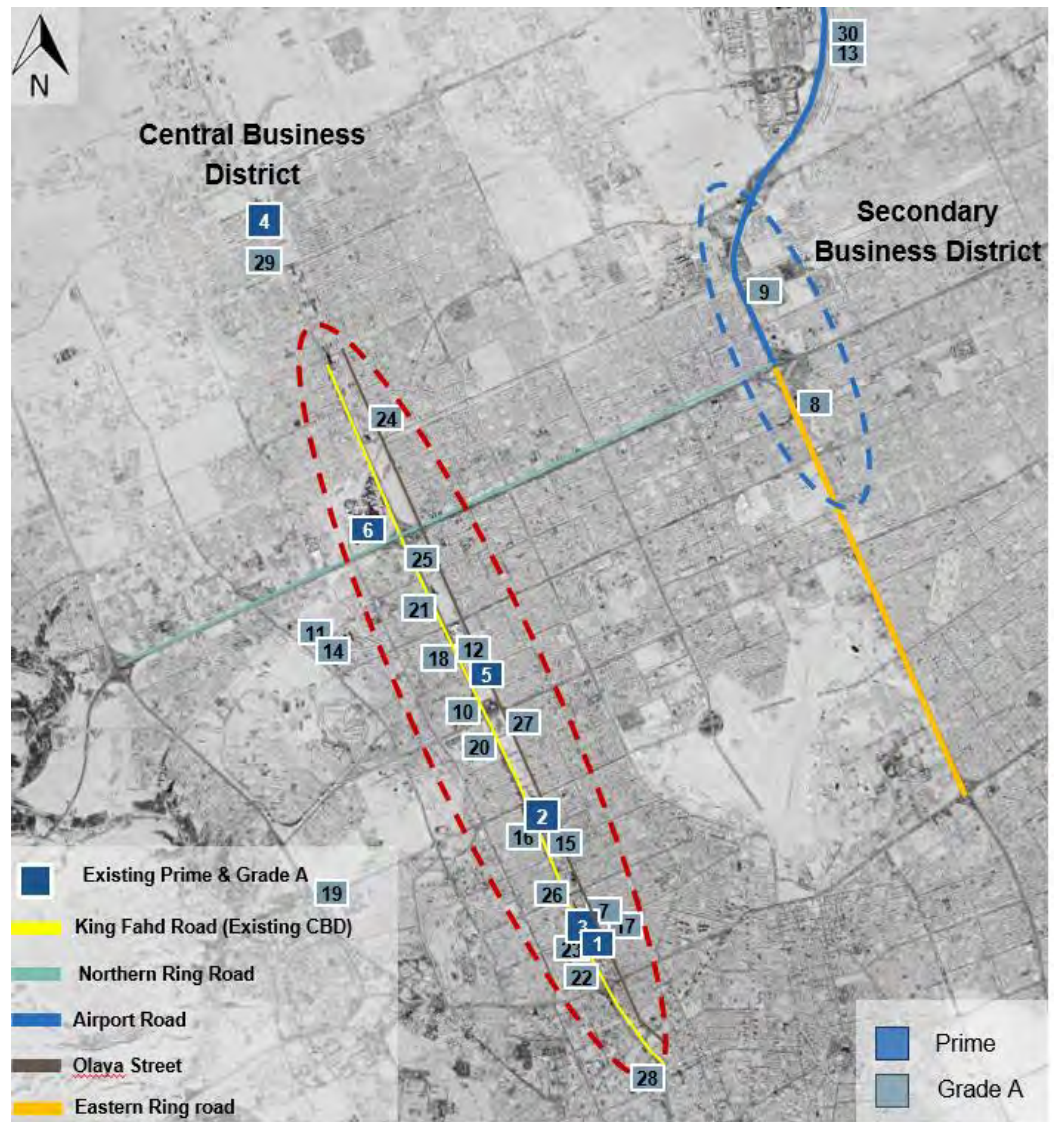 N
30
13
Central Business
District
4
29
Secondary
Business District
9
8
24
6
25
21
11
14
18
12
5
10
27
20
2
16
15
26
7
3
17
1
23
22
28
Existing Prime & Grade A
19
King Fahd Road (Existing CBD)
Northern Ring Road
Airport Road
Olava Street
Eastern Ring road
Prime
Grade A